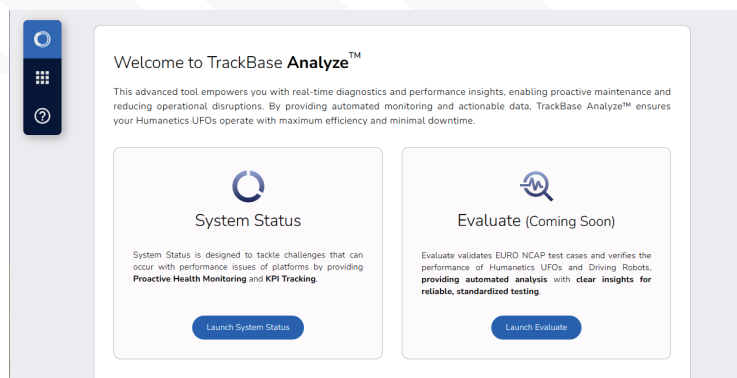 Welcome to TrackBase Analyze™
This advanced tool empowers you with real-time diagnostics and performance insights, enabling proactive maintenance and
reducing operational disruptions. By providing automated monitoring and actionable data, TrackBase Analyze™ ensures
your Humanetics UFOs operate with maximum efficiency and minimal downtime.
System Status
System Status is designed to tackle challenges that can
occur with performance issues of platforms by providing
Proactive Health Monitoring and KPI Tracking.
Launch System Status
Evaluate (Coming Soon)
Evaluate validates EURO NCAP test cases and verifies the
performance of Humanetics UFOs and Driving Robots,
providing automated analysis with clear insights for
reliable, standardized testing.
Launch Evaluate